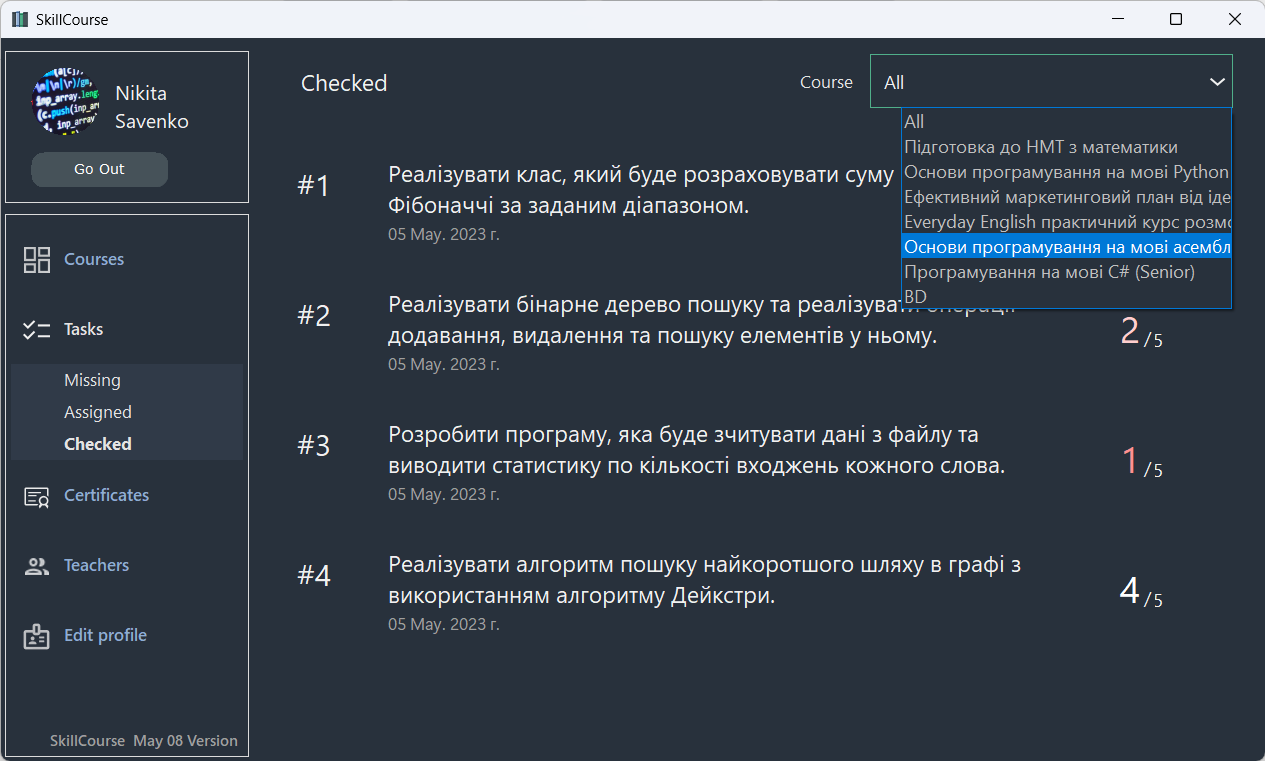 SkillCourse
Nikita
Savenko
Go Out
Courses
Tasks
Missing
Assigned
Checked
Certificates
Teachers
Edit profile
SkillCourse May 08 Version
Checked
Course
All
All
Підготовка до НМТ з математики
Основи програмування на мові Python
Ефективний маркетинговий план від іде
Everyday English практичний курс розмо
Основи програмування на мові асембл
Програмування на мові C# (Senior)
BD
#1
Реалізувати клас, який буде розраховувати суму
Фібоначчі за заданим діапазоном.
05 May. 2023 г.
#2
Реалізувати бінарне дерево пошуку та реалізувати операції
додавання, видалення та пошуку елементів у ньому.
05 May. 2023 г.
2 /5
#3
Розробити програму, яка буде зчитувати дані з файлу та
виводити статистику по кількості входжень кожного слова.
05 May. 2023 г.
1 /5
#4
Реалізувати алгоритм пошуку найкоротшого шляху в графі з
використанням алгоритму Дейкстри.
05 May. 2023 г.
4 /5